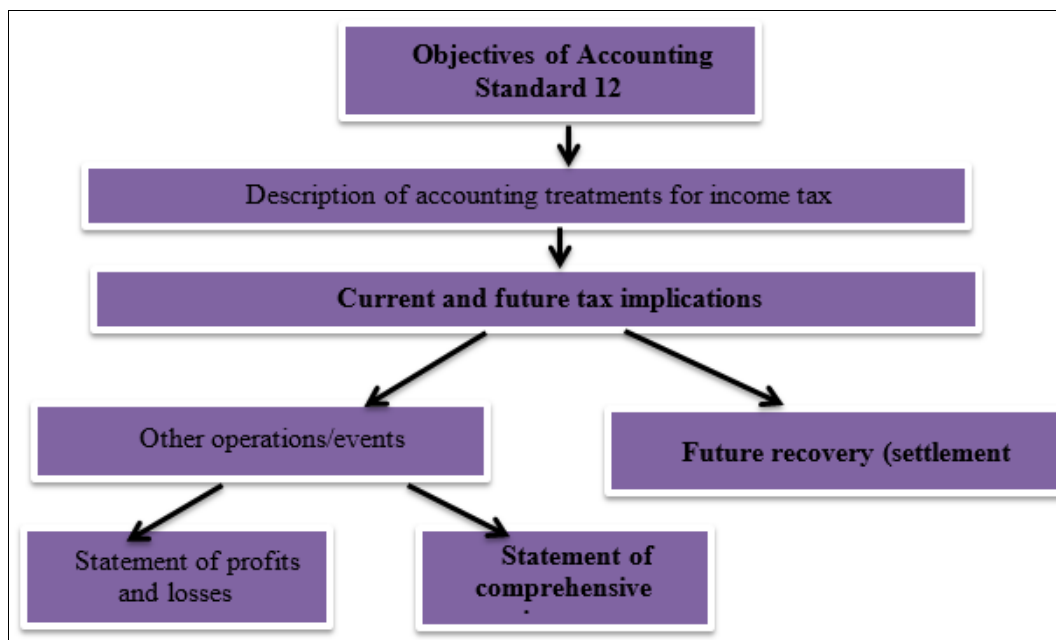 Objectives of Accounting
Standard 12
Description of accounting treatments for income tax
Current and future tax implications
Other operations/events
Future recovery (settlement
Statement of profits
and losses
Statement of
comprehensive